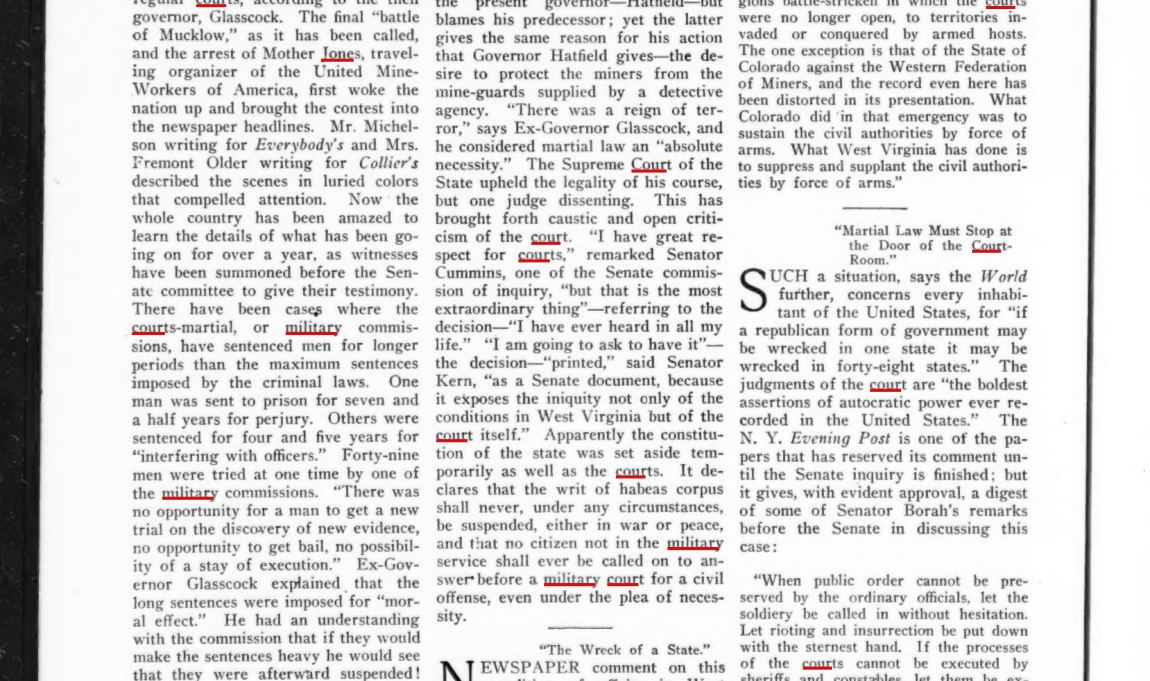 regular courts, according to the then
governor, Glasscock. The final “battle
of Mucklow,” as it has been called,
and the arrest of Mother Jones, travel-
ing organizer of the United Mine-
Workers of America, first woke the
nation up and brought the contest into
the newspaper headlines. Mr. Michel-
son writing for Everybody's and Mrs.
Fremont Older writing for Collier's
described the scenes in luried colors
that compelled attention. Now the
whole country has been amazed to
learn the details of what has been go-
ing on for over a year, as witnesses
have been summoned before the Sen-
ate committee to give their testimony.
There have been cases where the
courts-martial, or military commis-
sions, have sentenced men for longer
periods than the maximum sentences
imposed by the criminal laws. One
man was sent to prison for seven and
a half years for perjury. Others were
sentenced for four and five years for
“interfering with officers.” Forty-nine
men were tried at one time by one of
the military commissions. “There was
no opportunity for a man to get a new
trial on the discovery of new evidence,
no opportunity to get bail, no possibil-
ity of a stay of execution.” Ex-Gov-
ernor Glasscock explained that the
long sentences were imposed for “mor-
al effect.” He had an understanding
with the commission that if they would
make the sentences heavy he would see
that they were afterward suspended!
the present governor—Hatfield—but
blames his predecessor; yet the latter
gives the same reason for his action
that Governor Hatfield gives—the de-
sire to protect the miners from the
mine-guards supplied by a detective
agency. “There was a reign of ter-
ror,” says Ex-Governor Glasscock, and
he considered martial law an “absolute
necessity.” The Supreme Court of the
State upheld the legality of his course,
but one judge dissenting. This has
brought forth caustic and open criti-
cism of the court. “I have great re-
spect for courts,” remarked Senator
Cummins, one of the Senate commis-
sion of inquiry, “but that is the most
extraordinary thing”—referring to the
decision—“I have ever heard in all my
life.” “I am going to ask to have it”—
the decision—“printed,” said Senator
Kern, “as a Senate document, because
it exposes the iniquity not only of the
conditions in West Virginia but of the
court itself.” Apparently the constitu-
tion of the state was set aside tem-
porarily as well as the courts. It de-
clares that the writ of habeas corpus
shall never, under any circumstances,
be suspended, either in war or peace,
and that no citizen not in the military
service shall ever be called on to an-
swer before a military court for a civil
offense, even under the plea of neces-
sity.
“The Wreck of a State.”
NEWSPAPER comment on this
gions battle-stricken in which the courts
were no longer open, to territories in-
vaded or conquered by armed hosts.
The one exception is that of the State of
Colorado against the Western Federation
of Miners, and the record even here has
been distorted in its presentation. What
Colorado did in that emergency was to
sustain the civil authorities by force of
arms. What West Virginia has done is
to suppress and supplant the civil authori-
ties by force of arms.”
“Martial Law Must Stop at
the Door of the Court-
Room.”
SUCH a situation, says the World
further, concerns every inhabi-
tant of the United States, for “if
a republican form of government may
be wrecked in one state it may be
wrecked in forty-eight states.” The
judgments of the court are “the boldest
assertions of autocratic power ever re-
corded in the United States.” The
N. Y. Evening Post is one of the pa-
pers that has reserved its comment un-
til the Senate inquiry is finished; but
it gives, with evident approval, a digest
of some of Senator Borah's remarks
before the Senate in discussing this
case:
“When public order cannot be pre-
served by the ordinary officials, let the
soldiery be called in without hesitation.
Let rioting and insurrection be put down
with the sternest hand. If the processes
of the courts cannot be executed by
sheriffs and constables, let them be ex-